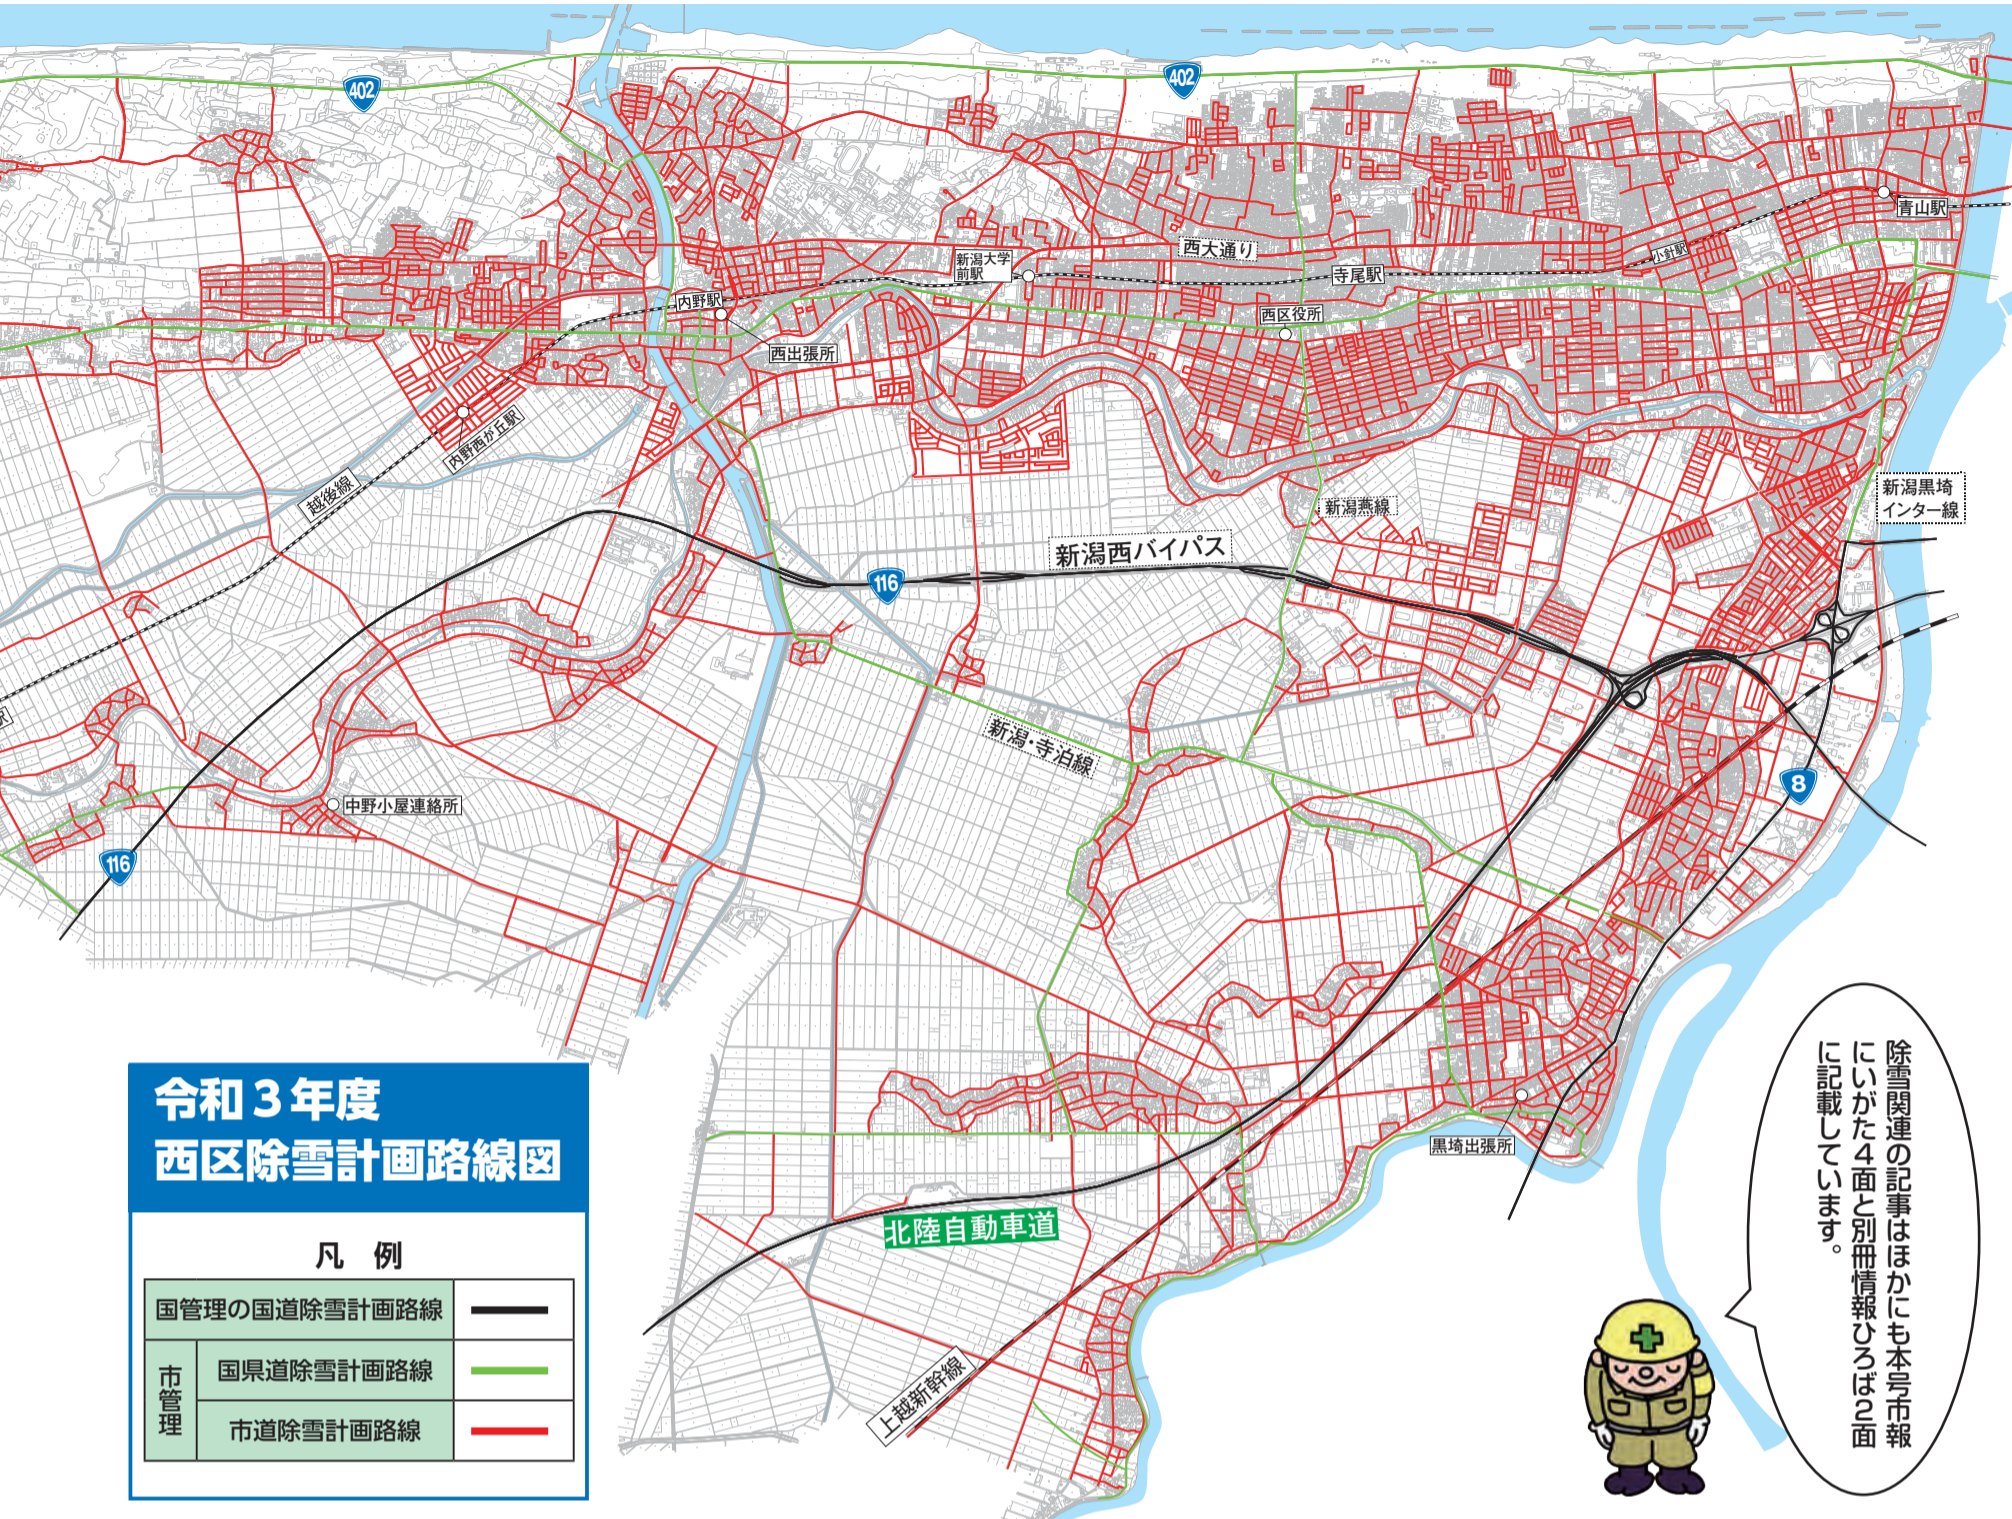 402
402
青山駅
西大通り
小針駅
新潟大学
前駅
寺尾駅
内野駅
西区役所
西出張所
内野西が丘駅
越後線
新潟黒埼
インター線
新潟燕線
新潟西バイパス
116
駅
新潟・寺泊線
8
中野小屋連絡所
116
黒埼出張所
北陸自動車道
上越新幹線
令和3年度
西区除雪計画路線図
凡 例
国管理の国道除雪計画路線
市管理
国県道除雪計画路線
市道除雪計画路線
除雪関連の記事はほかにも本号市報
にいがた4面と別冊情報ひろば2面
に記載しています。